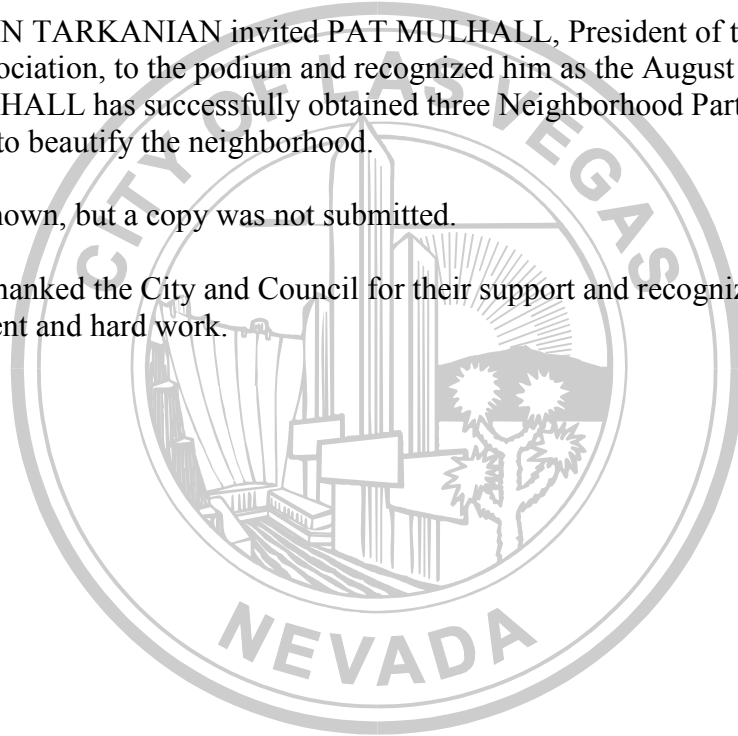 IN TARKANIAN invited PAT MULHALL, President of t
ociation, to the podium and recognized him as the August
HALL has successfully obtained three Neighborhood Part
to beautify the neighborhood.
nown, but a copy was not submitted.
hanked the City and Council for their support and recogniz
ent and hard work.
CITY OF LAS VEGAS
NEVADA